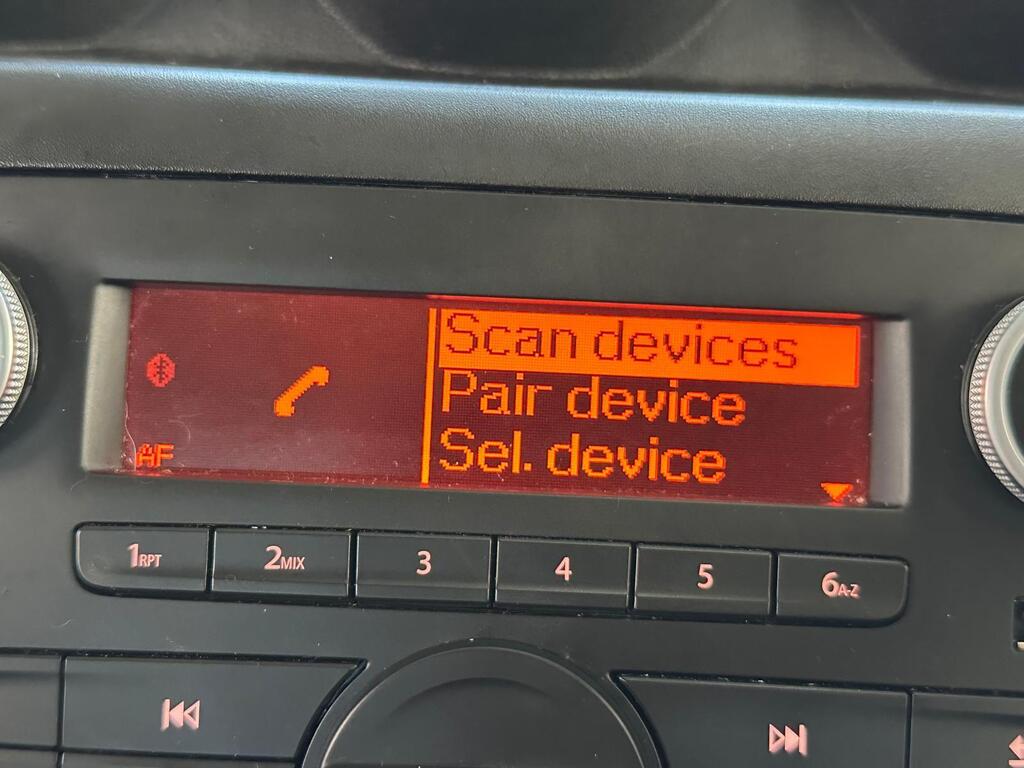 Scan devices
Pair device
Sel. device
AF
1RPT 2MIX 3 4 5 6A-Z